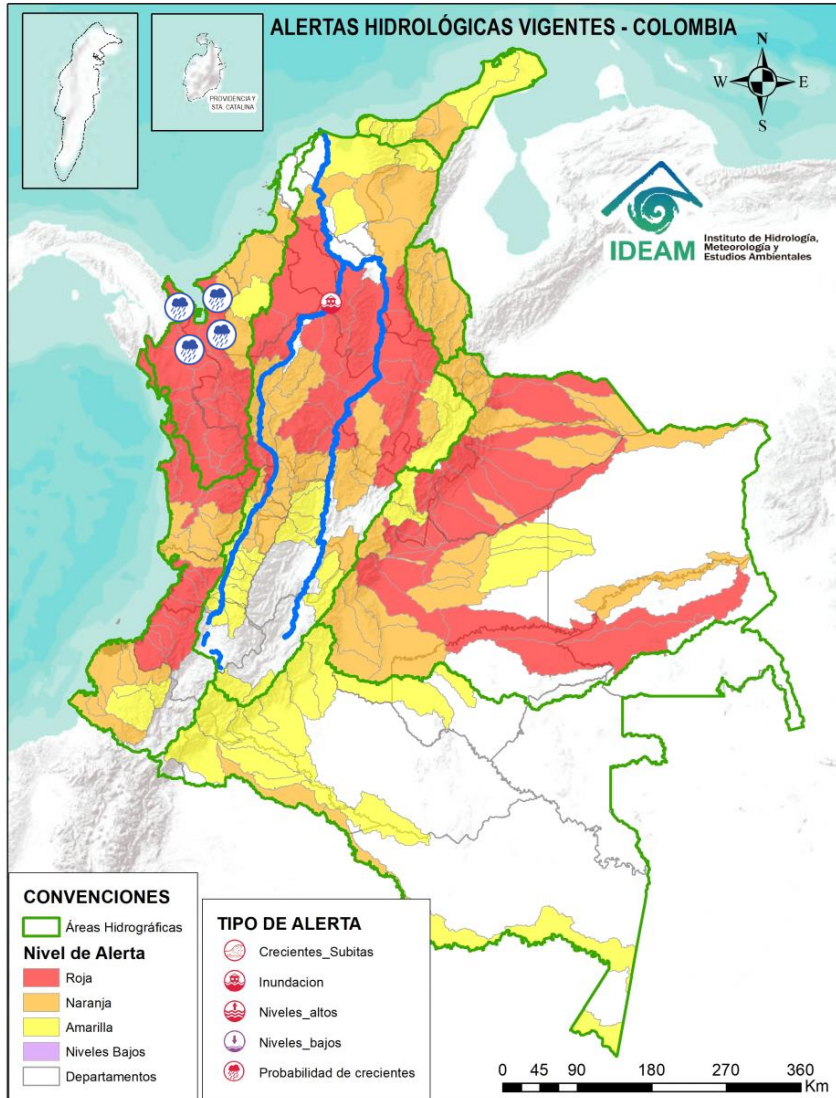 ALERTAS HIDROLÓGICAS VIGENTES - COLOMBIA
PROVIDENCIA Y
STA. CATALINA
N
W
E
S
IDEAM
Instituto de Hidrología,
Meteorología y
Estudios Ambientales
CONVENCIONES
Áreas Hidrográficas
Nivel de Alerta
Roja
Naranja
Amarilla
Niveles Bajos
Departamentos
TIPO DE ALERTA
Crecientes_Subitas
Inundacion
Niveles_altos
Niveles_bajos
Probabilidad de crecientes
0 45 90 180 270 360
Km